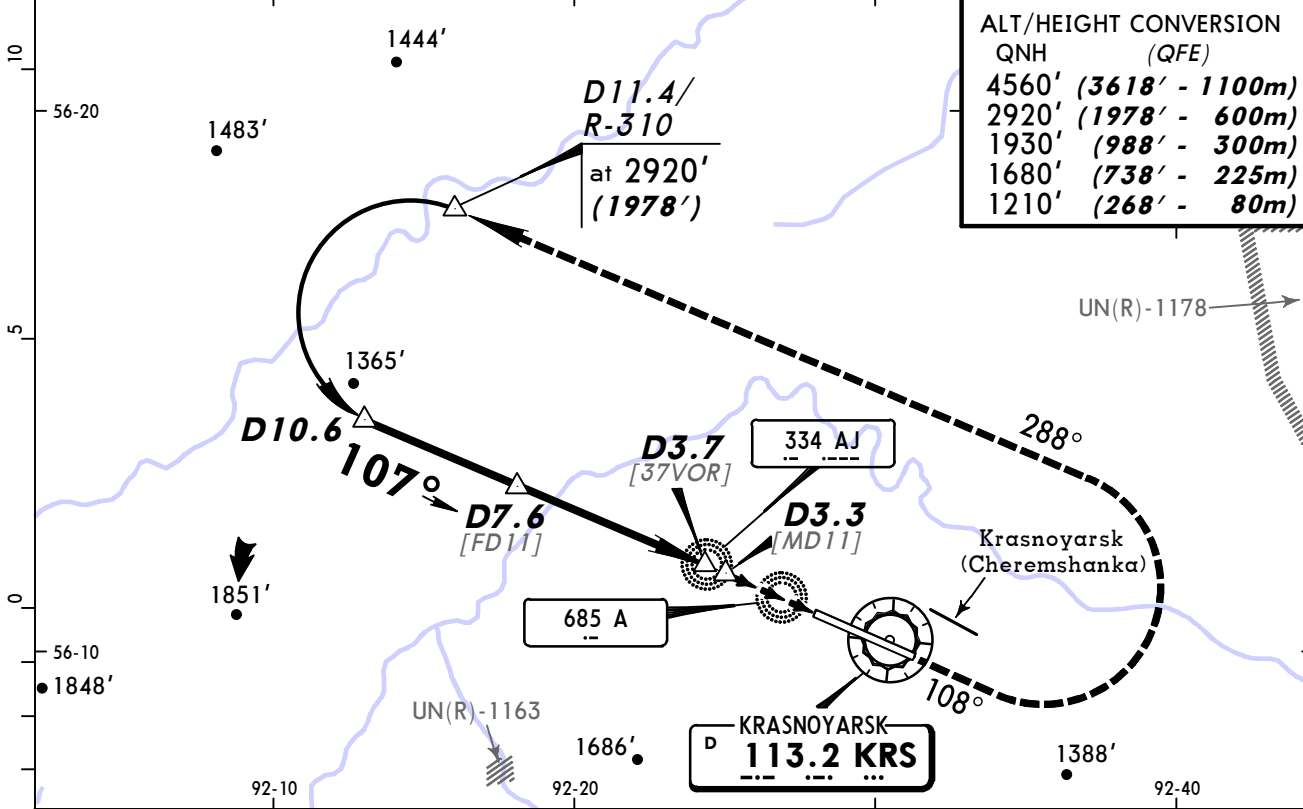 ALT/HEIGHT CONVERSION
QNH (QFE)
4560' (3618' - 1100m)
2920' (1978' - 600m)
1930' (988' - 300m)
1680' (738' - 225m)
1210' (268' - 80m)
10
1444'
56-20
D11.4/
R-310
at 2920'
(1978')
1483'
UN(R)-1178
5
1365'
288°
D10.6
107°
D3.7
[37VOR]
334 AJ
D7.6
[FD11]
D3.3
[MD11]
Krasnoyarsk
(Cheremshanka)
0
1851'
685 A
56-10
1848'
108°
UN(R)-1163
KRASNOYARSK
D 113.2 KRS
1686'
1388'
92-10
92-20
92-40